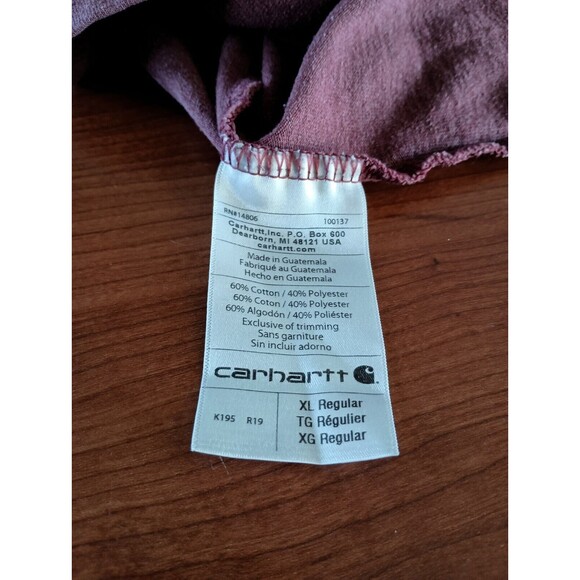 RN#14806 100137
Carhartt,Inc. P.O. Box 600
Dearborn, MI 48121 USA
carhartt.com
Made in Guatemala
Fabriqué au Guatemala
Hecho en Guatemala
60% Cotton / 40% Polyester
60% Coton / 40% Polyester
60% Algodón / 40% Poliéster
Exclusive of trimming
Sans garniture
Sin incluir adorno
carhartt
K195 R19
XL Regular
TG Régulier
XG Regular